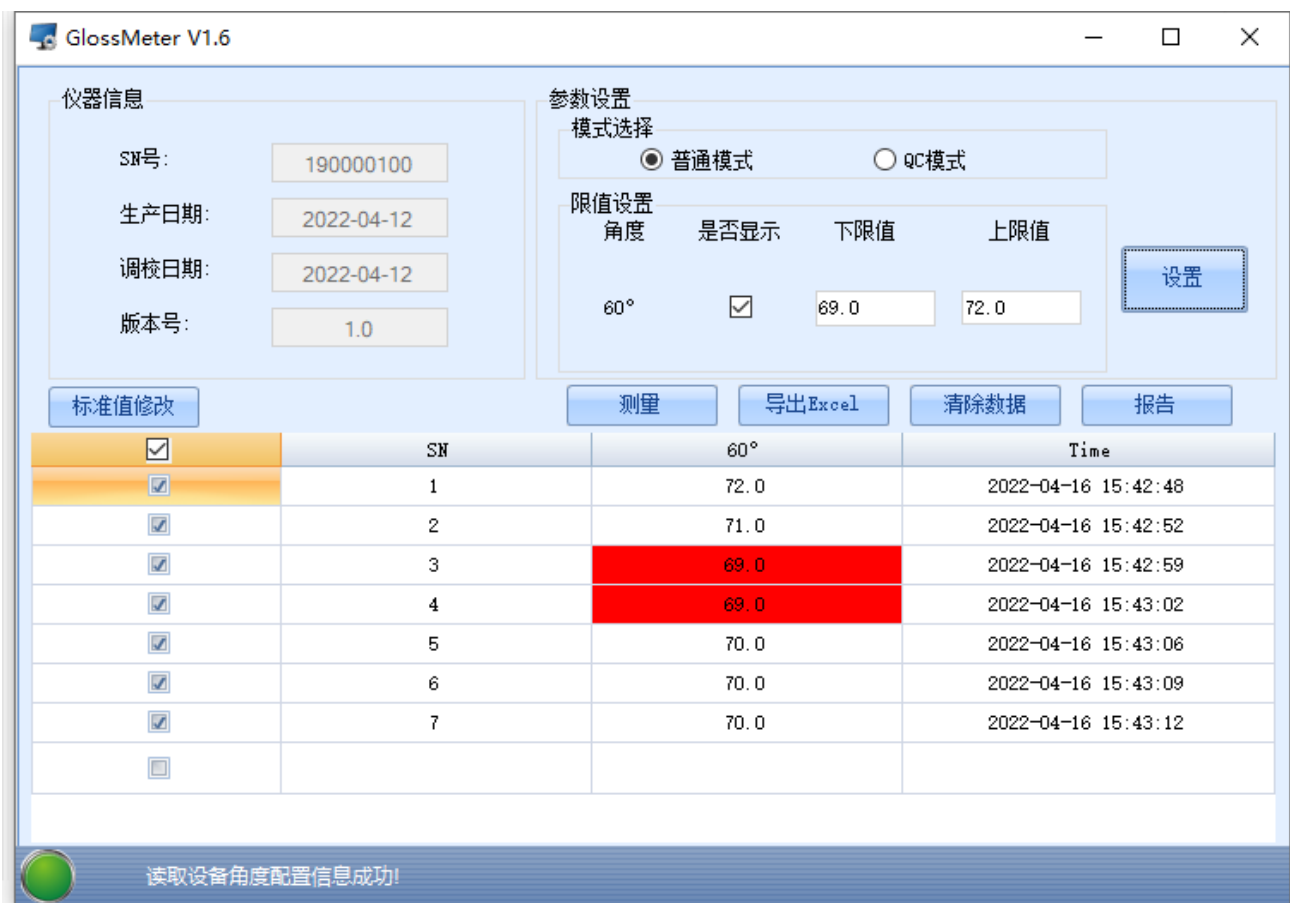 GlossMeter V1.6
仪器信息
SN号:
190000100
生产日期:
2022-04-12
调校日期:
2022-04-12
版本号:
1.0
参数设置
模式选择
普通模式 QC模式
限值设置
角度 是否显示 下限值 上限值
60° 69.0 72.0
设置
标准值修改 测量 导出Excel 清除数据 报告
SN 60° Time
1 72.0 2022-04-16 15:42:48
2 71.0 2022-04-16 15:42:52
3 69.0 2022-04-16 15:42:59
4 69.0 2022-04-16 15:43:02
5 70.0 2022-04-16 15:43:06
6 70.0 2022-04-16 15:43:09
7 70.0 2022-04-16 15:43:12
读取设备角度配置信息成功!